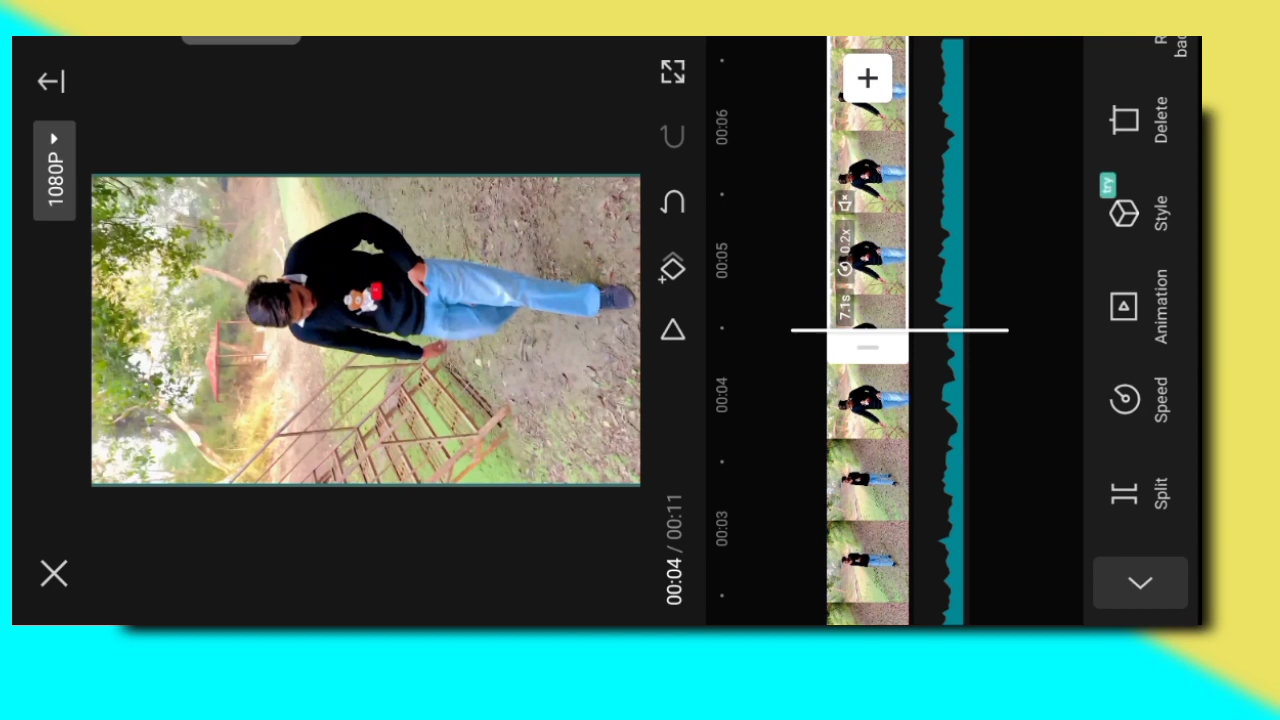 1080P
00:04 / 00:11
00:03
00:04
00:05
00:06
7.1s 0.2x
Split
Speed
Animation
try
Style
Delete